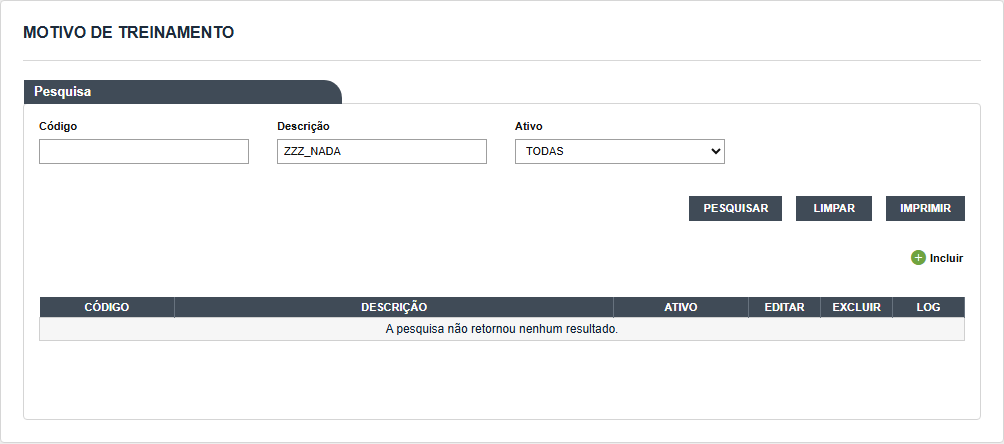 MOTIVO DE TREINAMENTO
Pesquisa
Código Descrição Ativo
ZZZ_NADA TODAS
PESQUISAR LIMPAR IMPRIMIR
Incluir
CÓDIGO DESCRIÇÃO ATIVO EDITAR EXCLUIR LOG
A pesquisa não retornou nenhum resultado.